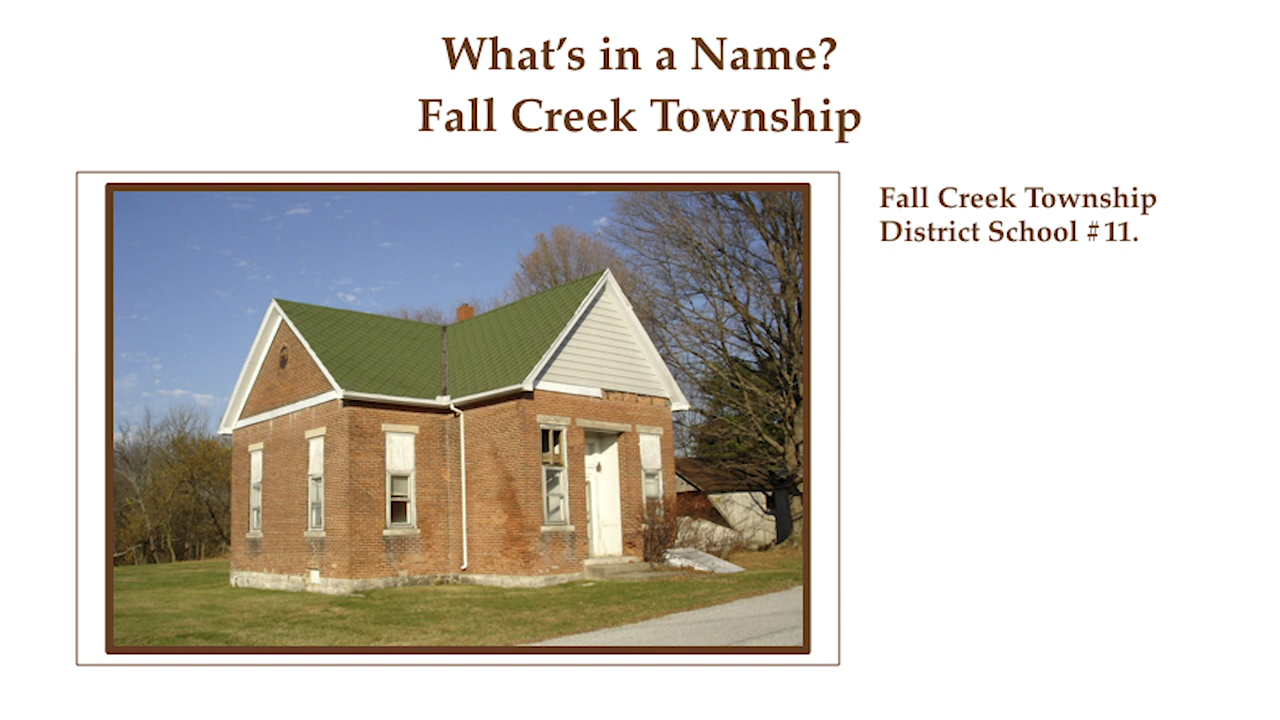 What's in a Name?
Fall Creek Township
Fall Creek Township
District School #11.